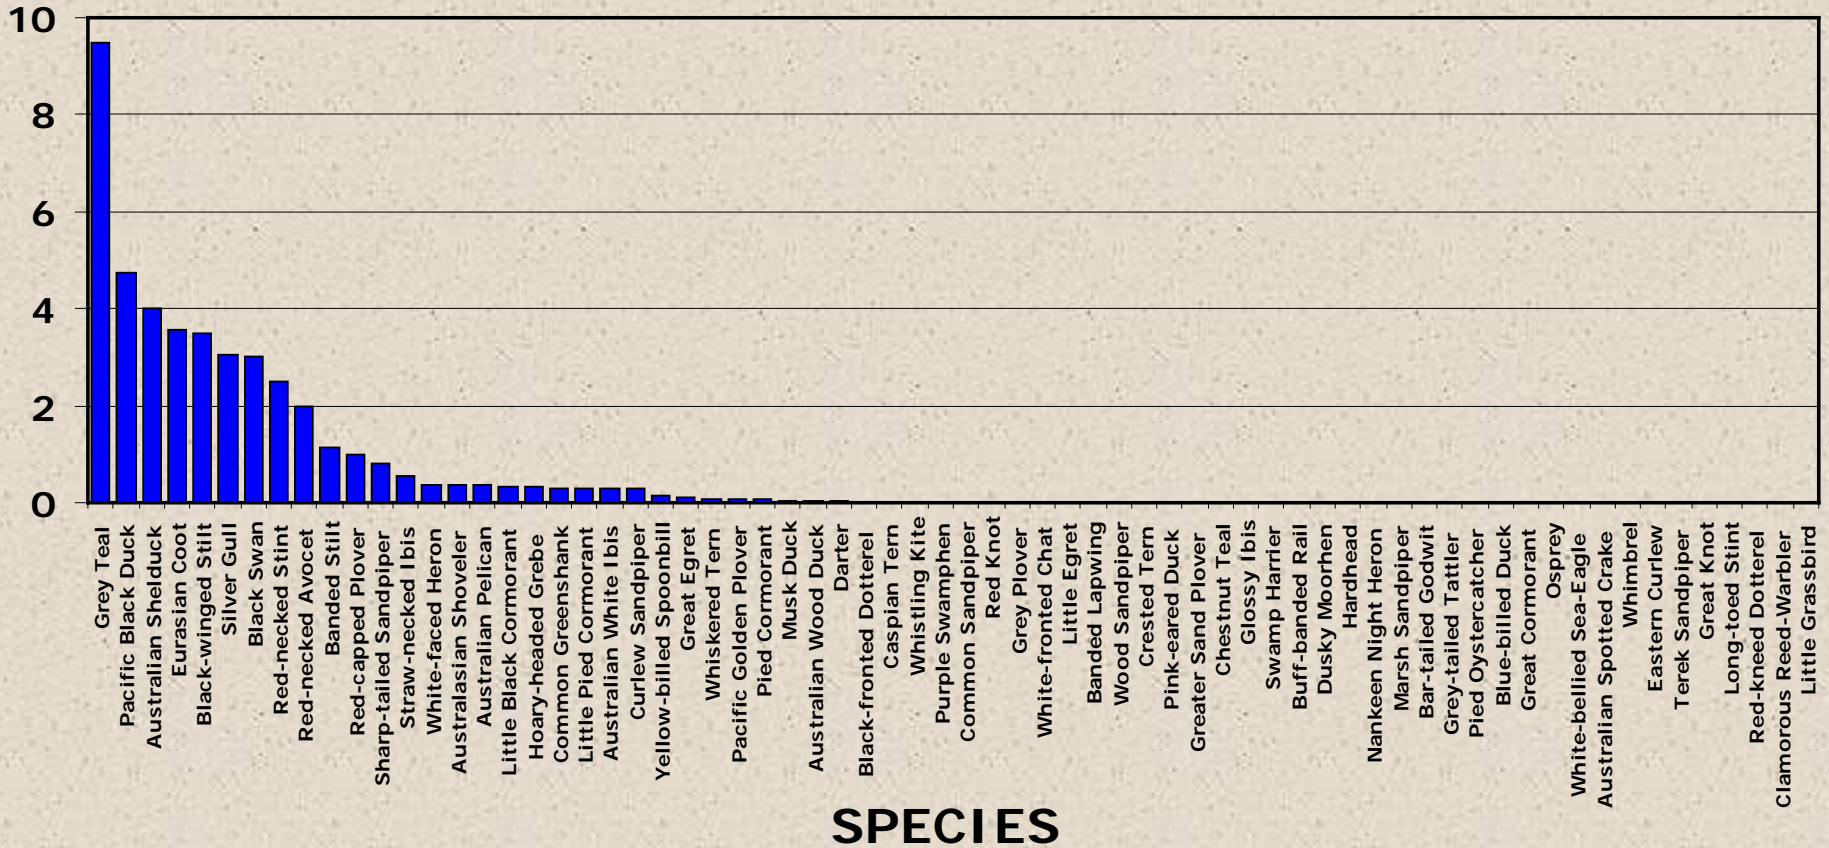 10
8
6
4
2
0
Grey Teal
Pacific Black Duck
Australian Shelduck
Eurasian Coot
Black-winged Stilt
Silver Gull
Black Swan
Red-necked Stint
Red-necked Avocet
Banded Stilt
Red-capped Plover
Sharp-tailed Sandpiper
Straw-necked Ibis
White-faced Heron
Australasian Shoveler
Australian Pelican
Little Black Cormorant
Hoary-headed Grebe
Common Greenshank
Little Pied Cormorant
Australian White Ibis
Curlew Sandpiper
Yellow-billed Spoonbill
Great Egret
Whiskered Tern
Pacific Golden Plover
Pied Cormorant
Musk Duck
Australian Wood Duck
Darter
Black-fronted Dotterel
Caspian Tern
Whistling Kite
Purple Swamphen
Common Sandpiper
Red Knot
Grey Plover
White-fronted Chat
Little Egret
Banded Lapwing
Wood Sandpiper
Crested Tern
Pink-eared Duck
Greater Sand Plover
Chestnut Teal
Glossy Ibis
Swamp Harrier
Buff-banded Rail
Dusky Moorhen
Hardhead
Nankeen Night Heron
Marsh Sandpiper
Bar-tailed Godwit
Grey-tailed Tattler
Pied Oystercatcher
Blue-billed Duck
Great Cormorant
Osprey
White-bellied Sea-Eagle
Australian Spotted Crake
Whimbrel
Eastern Curlew
Terek Sandpiper
Great Knot
Long-toed Stint
Red-kneed Dotterel
Clamorous Reed-Warbler
Little Grassbird
SPECIES